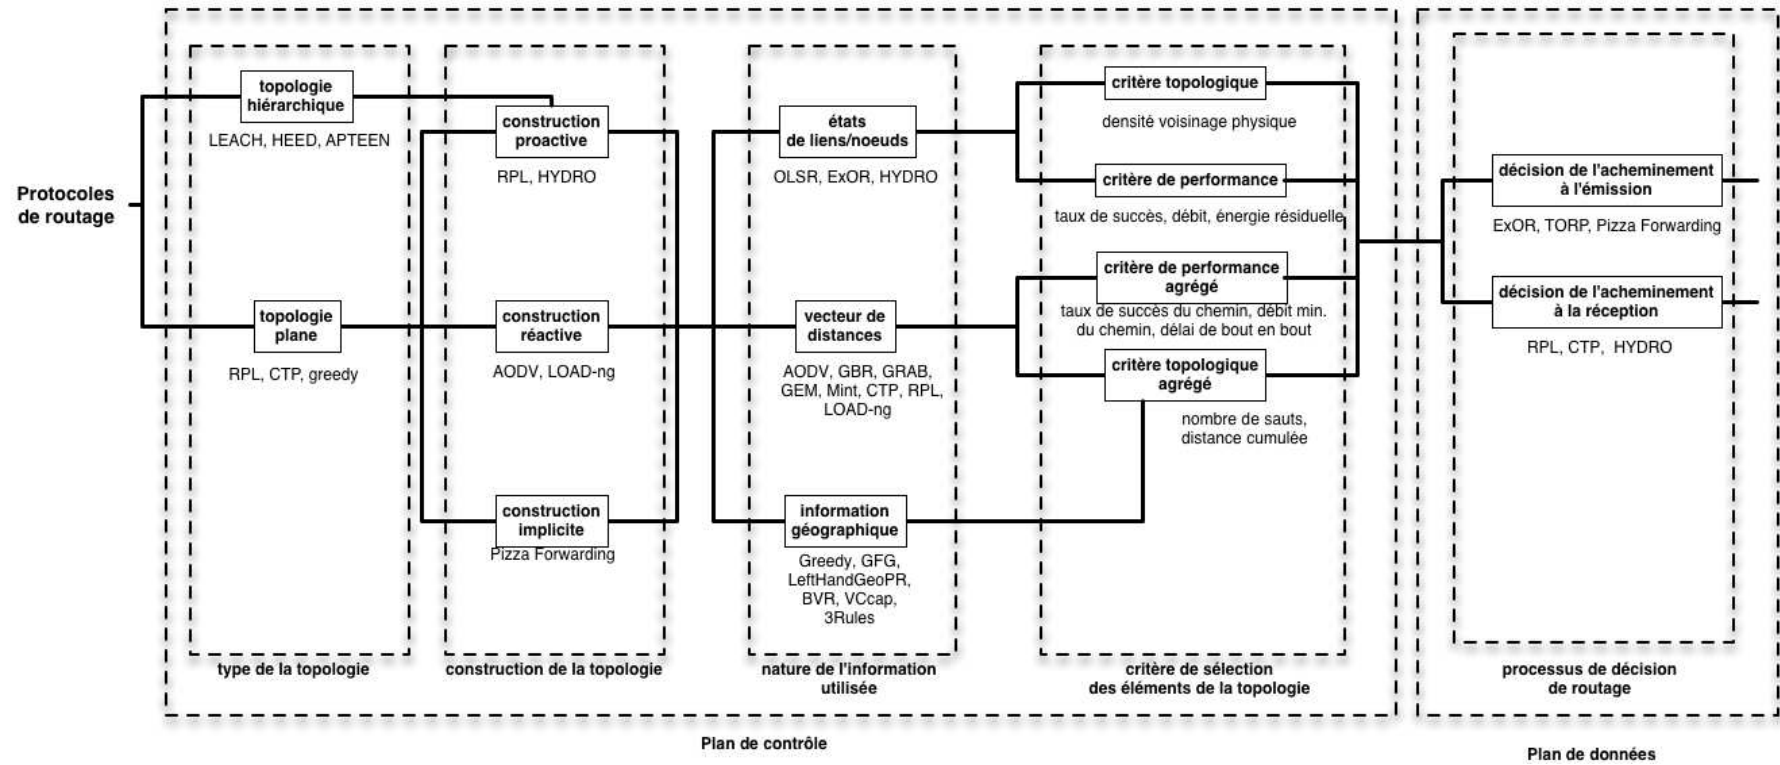 Protocoles
de routage
topologie
hiérarchique
LEACH, HEED, APTEEN
topologie
plane
RPL, CTP, greedy
type de la topologie
construction
proactive
RPL, HYDRO
construction
réactive
AODV, LOAD-ng
construction
implicite
Pizza Forwarding
construction de la topologie
états
de liens/noeuds
OLSR, ExOR, HYDRO
vecteur de
distances
AODV, GBR, GRAB,
GEM, Mint, CTP, RPL,
LOAD-ng
information
géographique
Greedy, GFG,
LeftHandGeoPR,
BVR, VCcap,
3Rules
nature de l'information
utilisée
critère topologique
densité voisinage physique
critère de performance
taux de succès, débit, énergie résiduelle
critère de performance
agrégé
taux de succès du chemin, débit min.
du chemin, délai de bout en bout
critère topologique
agrégé
nombre de sauts,
distance cumulée
critère de sélection
des éléments de la topologie
Plan de contrôle
décision de l'acheminement
à l'émission
ExOR, TORP, Pizza Forwarding
décision de l'acheminement
à la réception
RPL, CTP, HYDRO
processus de décision
de routage
Plan de données